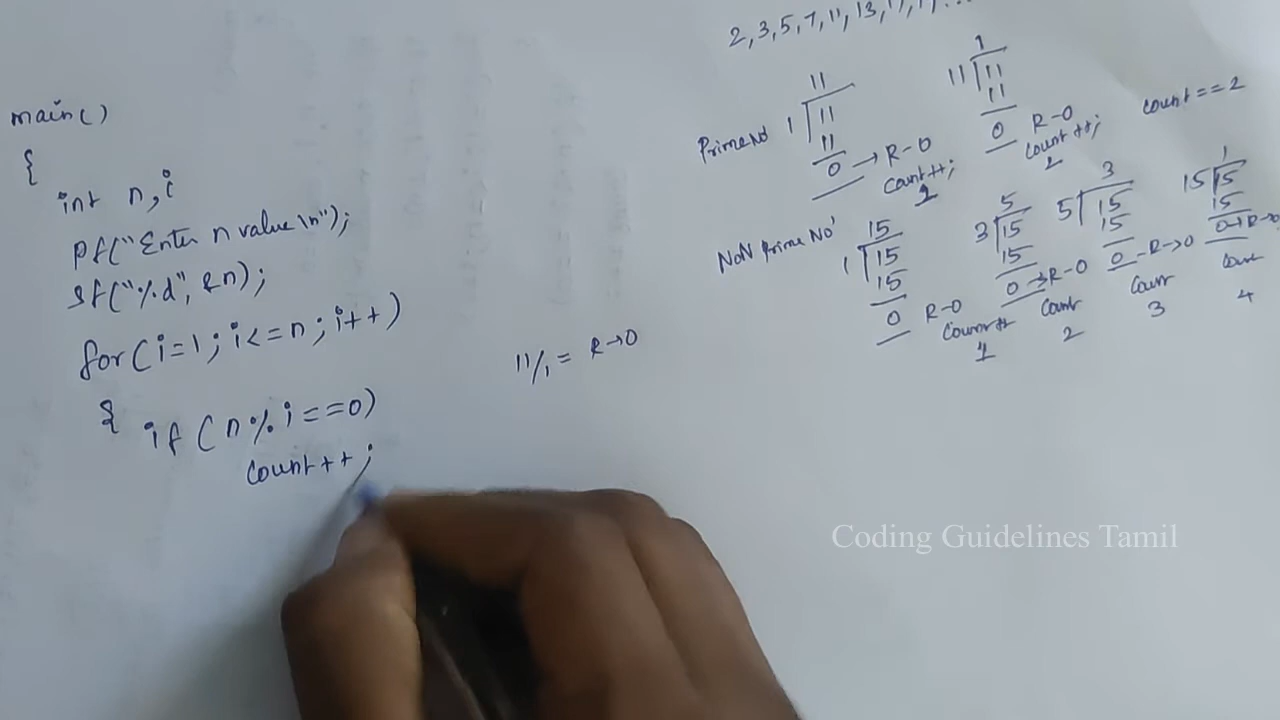 main()
{
int n,i
Pf("Enter n value \n");
Sf("%d", &n);
for(i=1; i<=n; i++)
{ if(n%i==0)
count++;
11/1 = R→0
2,3,5,7,11,13,17,
Prime No
11
1 11
11
0 → R-0
count++;
1
11 11
11
0 R-0
count++;
2
count==2
Non Prime No'
15
1 15
15
0 R-0
Count++
1
5
3 15
15
0 → R-0
Count
2
3
5 15
15
0 - R→0
Count
3
1
15 15
15
0→R→0
Count
4
Coding Guidelines Tamil